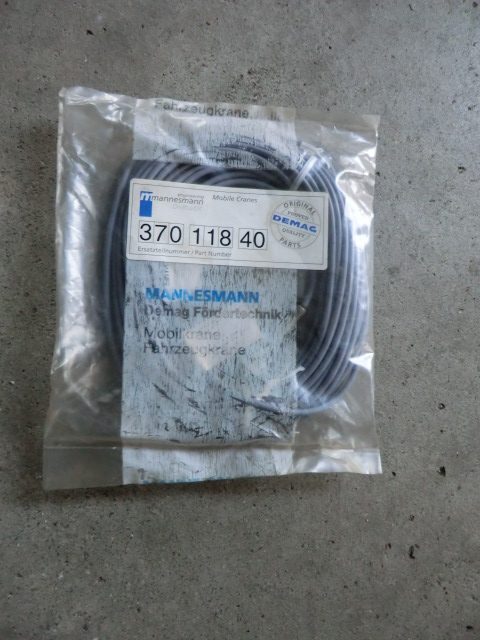 Fahrzeugkrane
mannesmann
Mobile Cranes
370 118 40
Ersatzteilnummer / Part Number
ORIGINAL
PROVEN
DEMAG
QUALITY
PARTS
MANNESMANN
Demag Fördertechnik
Mobilkrane
Fahrzeugkrane